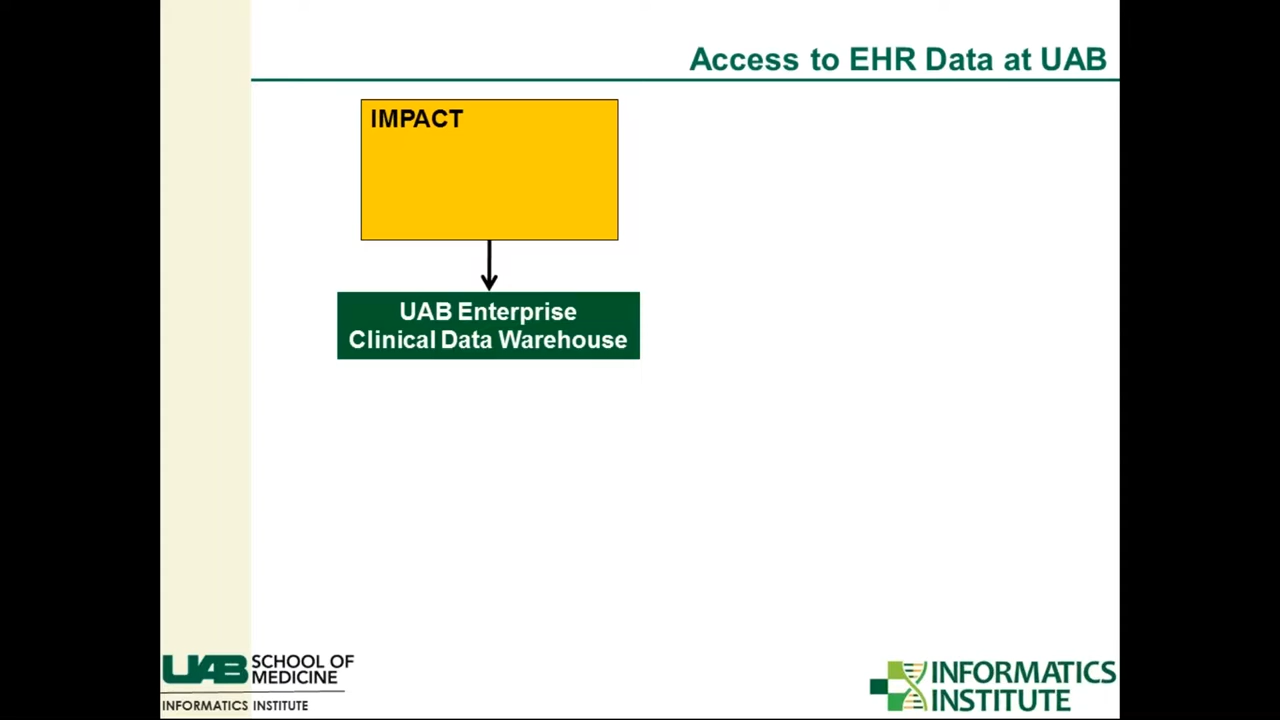 Access to EHR Data at UAB
IMPACT
UAB Enterprise
Clinical Data Warehouse
UAB SCHOOL OF
MEDICINE
INFORMATICS INSTITUTE
INFORMATICS
INSTITUTE